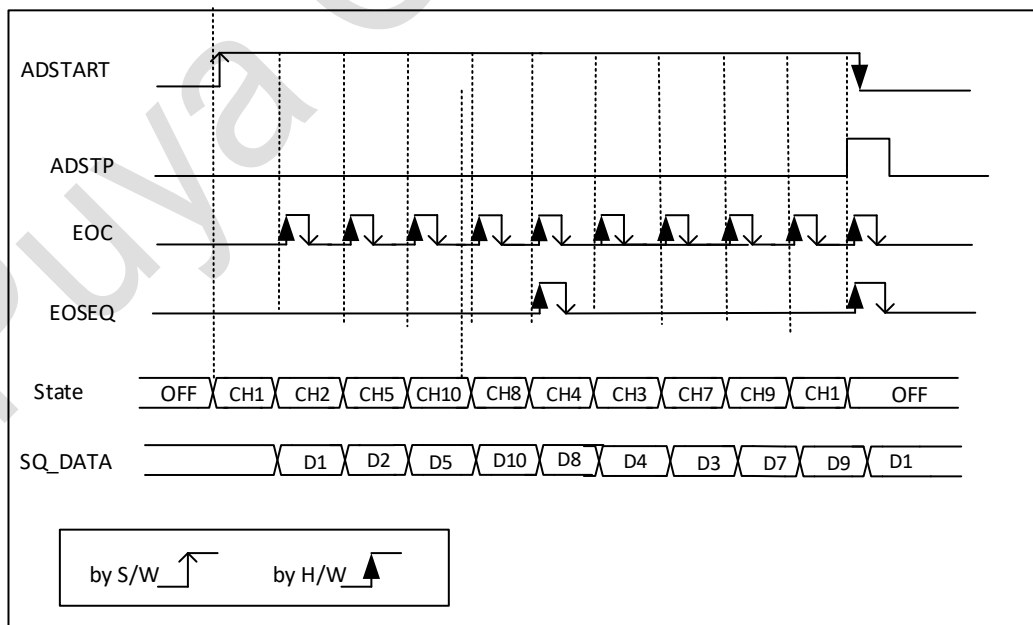 Puya
ADSTART
ADSTP
EOC
EOSEQ
State OFF CH1 CH2 CH5 CH10 CH8 CH4 CH3 CH7 CH9 CH1 OFF
SQ_DATA D1 D2 D5 D10 D8 D4 D3 D7 D9 D1
by S/W by H/W